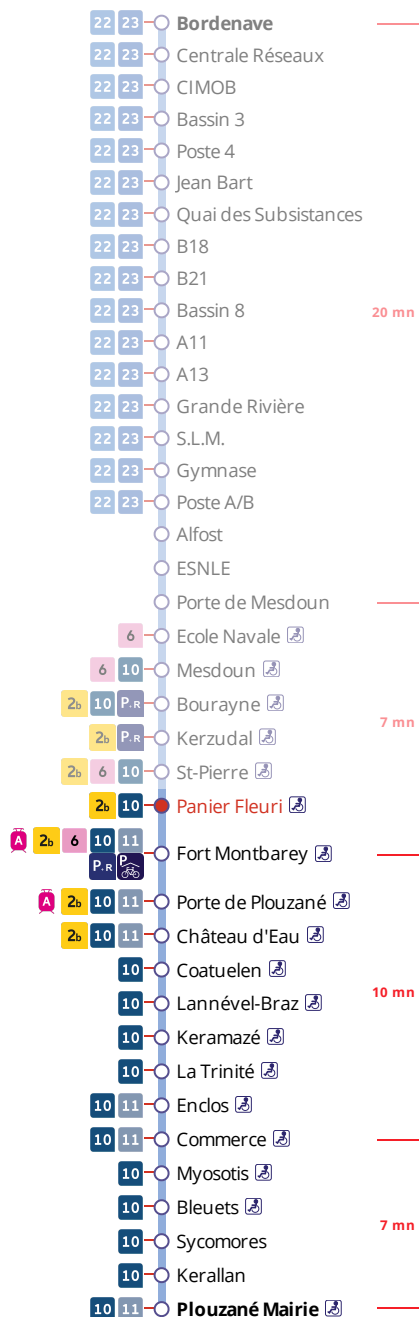 22 23 Bordenave
22 23 Centrale Réseaux
22 23 CIMOB
22 23 Bassin 3
22 23 Poste 4
22 23 Jean Bart
22 23 Quai des Subsistances
22 23 B18
22 23 B21
22 23 Bassin 8 20 mn
22 23 A11
22 23 A13
22 23 Grande Rivière
22 23 S.L.M.
22 23 Gymnase
22 23 Poste A/B
Alfost
ESNLE
Porte de Mesdoun
6 Ecole Navale
6 10 Mesdoun
2b 10 P+R Bourayne 7 mn
2b P+R Kerzudal
2b 6 10 St-Pierre
2b 10 Panier Fleuri
A 2b 6 10 11
P+R P Fort Montbarey
A 2b 10 11 Porte de Plouzané
2b 10 11 Château d'Eau
10 Coatuelen
10 Lannével-Braz 10 mn
10 Keramazé
10 La Trinité
10 11 Enclos
10 11 Commerce
10 Myosotis
10 Bleuets 7 mn
10 Sycomores
10 Kerallan
10 11 Plouzané Mairie